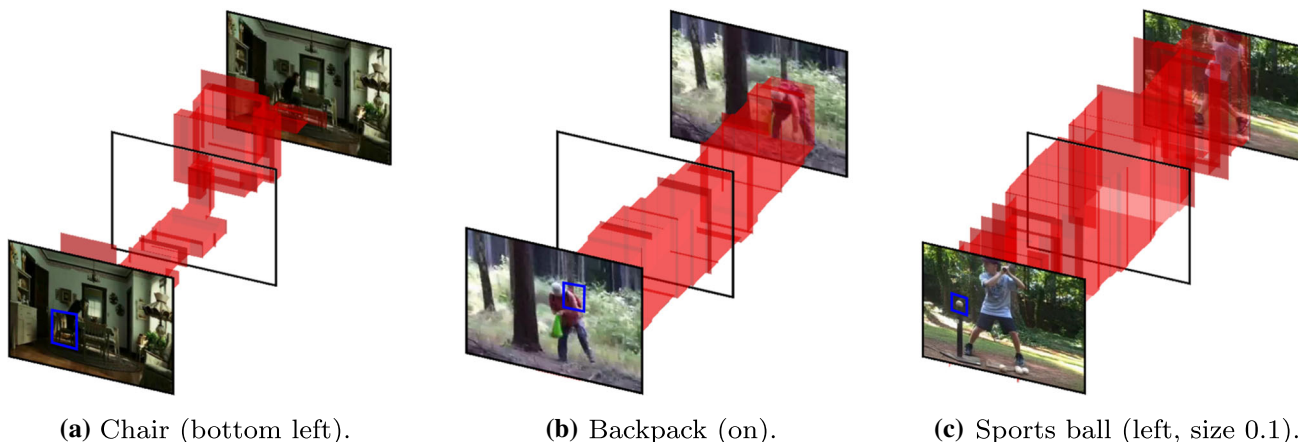 (a) Chair (bottom left).
(b) Backpack (on).
(c) Sports ball (left, size 0.1).